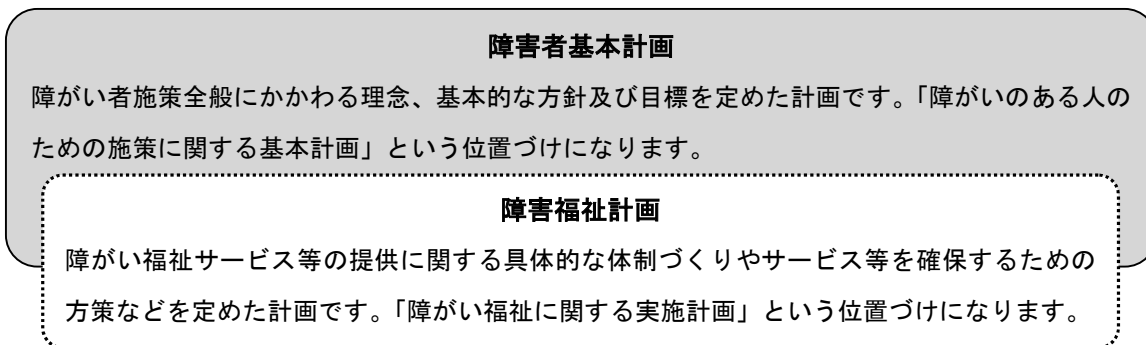 障害者基本計画
障がい者施策全般にかかわる理念、基本的な方針及び目標を定めた計画です。「障がいのある人の
ための施策に関する基本計画」という位置づけになります。
障害福祉計画
障がい福祉サービス等の提供に関する具体的な体制づくりやサービス等を確保するための
方策などを定めた計画です。「障がい福祉に関する実施計画」という位置づけになります。